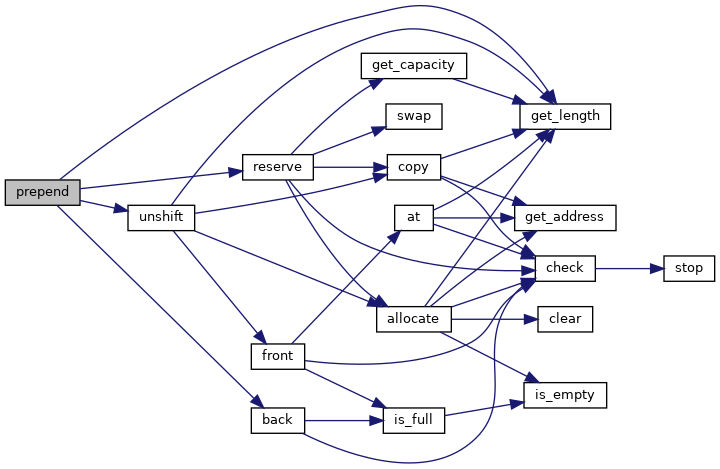 get_capacity
swap
get_length
reserve
copy
prepend
unshift
at
get_address
check
stop
allocate
clear
front
is_empty
back
is_full